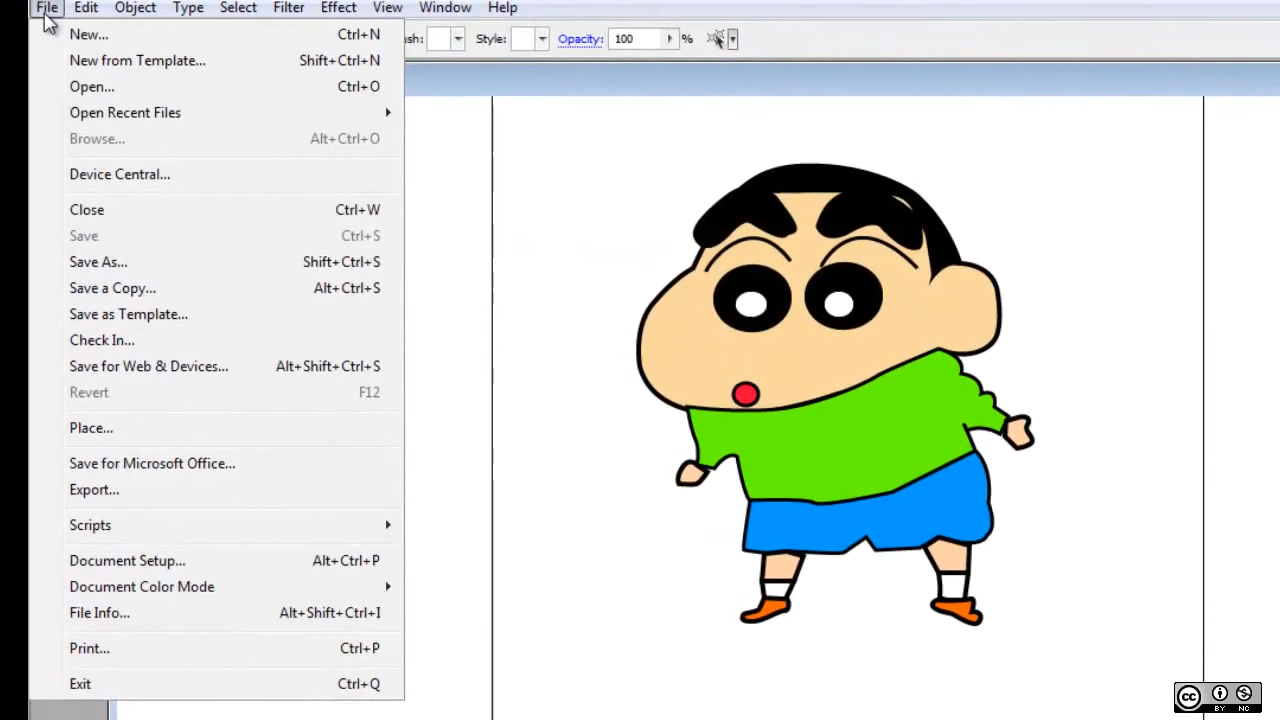 File Edit Object Type Select Filter Effect View Window Help
New... Ctrl+N
New from Template... Shift+Ctrl+N
Open... Ctrl+O
Open Recent Files
Browse... Alt+Ctrl+O
Device Central...
Close Ctrl+W
Save Ctrl+S
Save As... Shift+Ctrl+S
Save a Copy... Alt+Ctrl+S
Save as Template...
Check In...
Save for Web & Devices... Alt+Shift+Ctrl+S
Revert F12
Place...
Save for Microsoft Office...
Export...
Scripts
Document Setup... Alt+Ctrl+P
Document Color Mode
File Info... Alt+Shift+Ctrl+I
Print... Ctrl+P
Exit Ctrl+Q
Style: Opacity: 100 %
cc BY NC